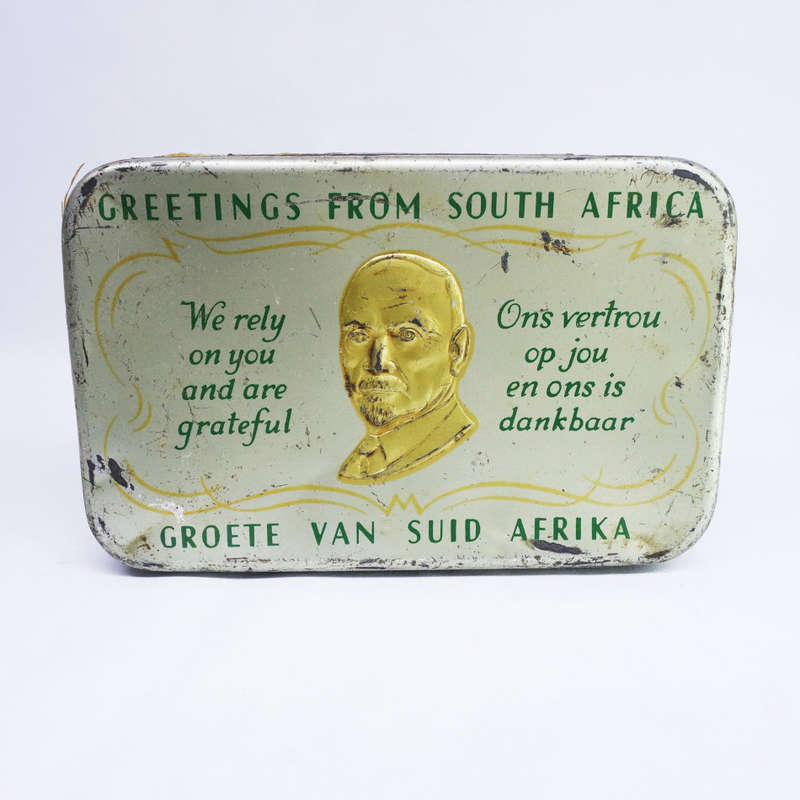 GREETINGS FROM SOUTH AFRICA
We rely
on you
and are
grateful
Ons vertrou
op jou
en ons is
dankbaar
GROETE VAN SUID AFRIKA